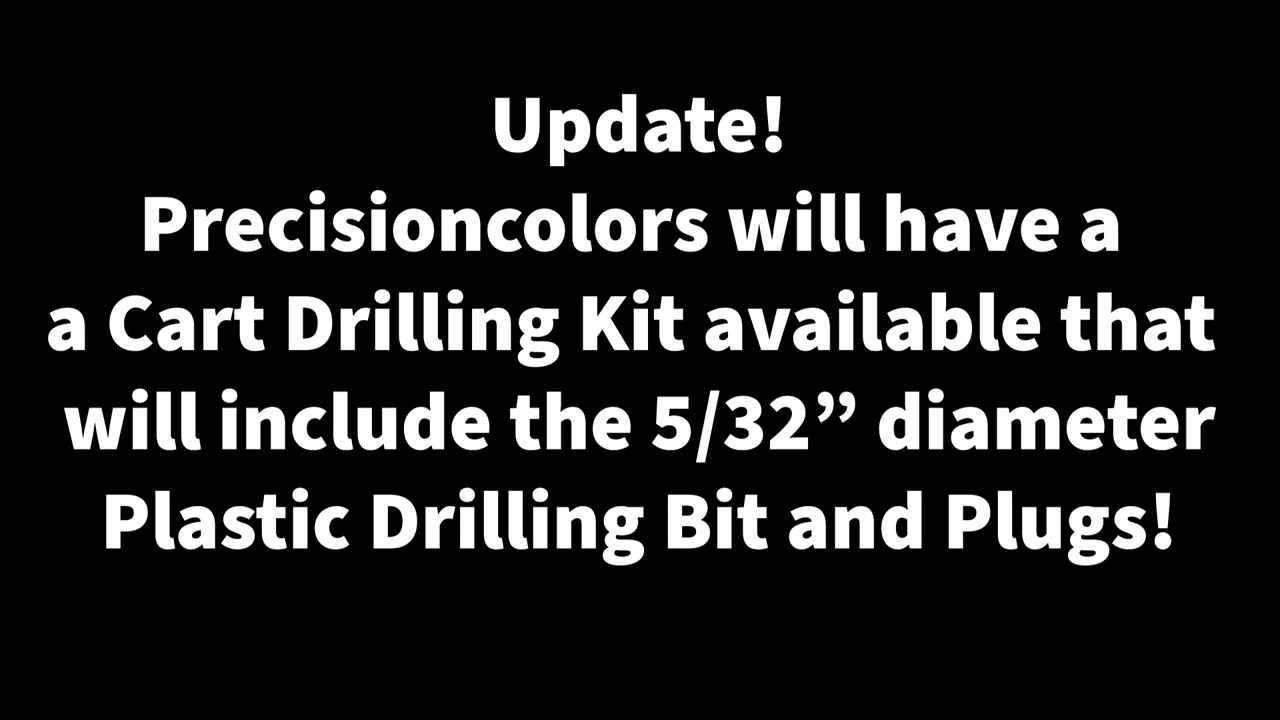 Update!
Precisioncolors will have a
a Cart Drilling Kit available that
will include the 5/32” diameter
Plastic Drilling Bit and Plugs!